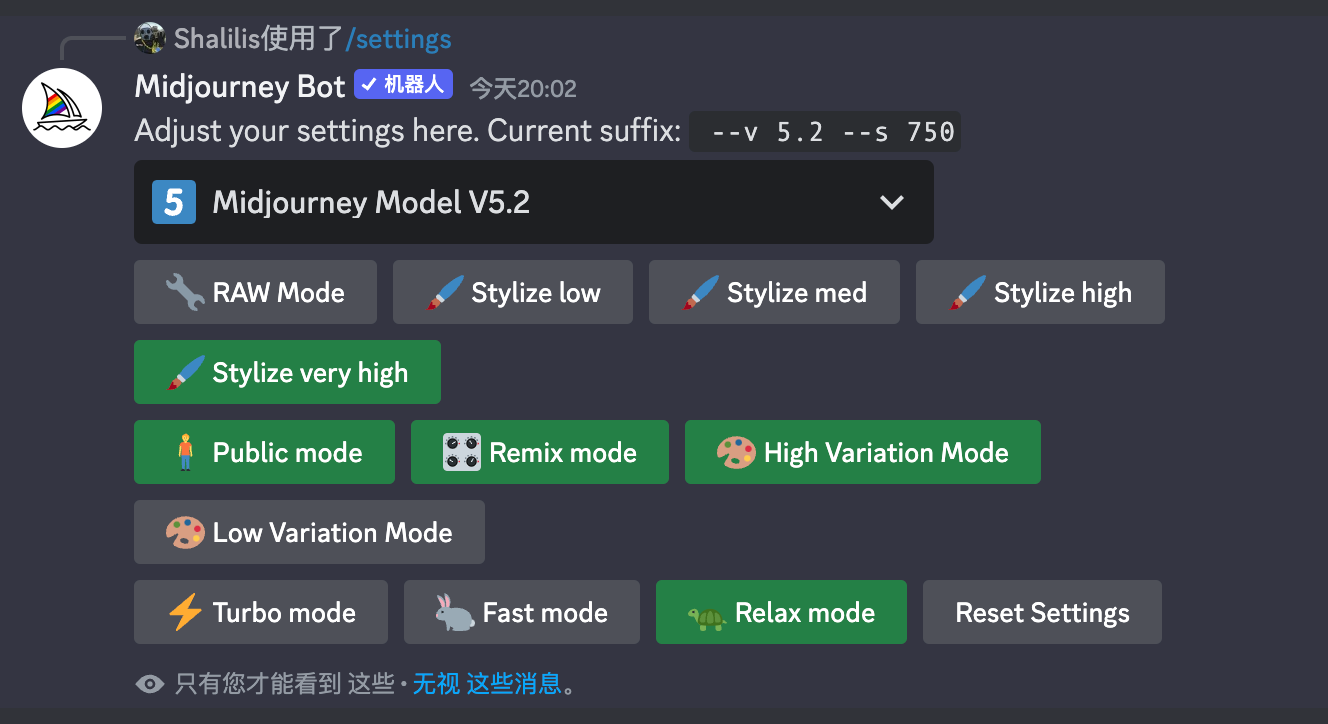 Shalilis使用了/settings
Midjourney Bot ✓ 机器人 今天20:02
Adjust your settings here. Current suffix: --v 5.2 --s 750
5 Midjourney Model V5.2
RAW Mode Stylize low Stylize med Stylize high
Stylize very high
Public mode Remix mode High Variation Mode
Low Variation Mode
Turbo mode Fast mode Relax mode Reset Settings
只有您才能看到 这些 · 无视 这些消息。